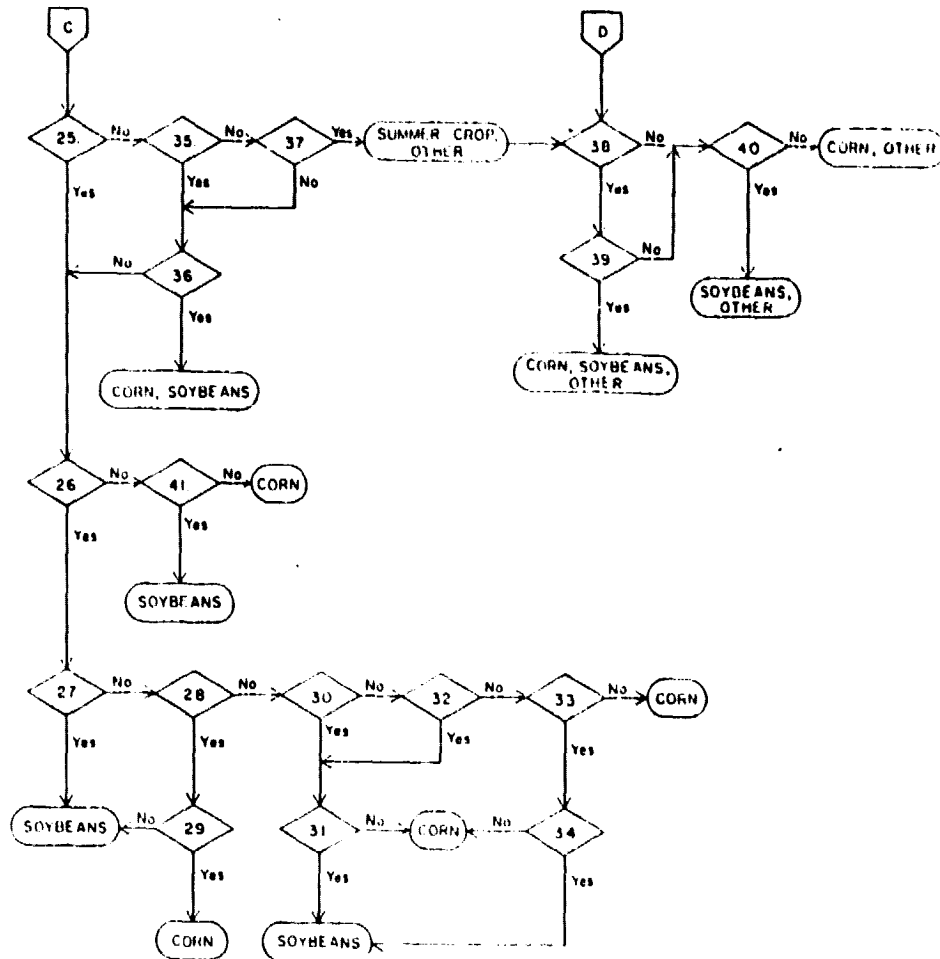 C
D
25. No 35. No 37 Yes SUMMER CROP, OTHER 38 No 40 No CORN, OTHER
Yes Yes No Yes Yes
No 36 39 No
Yes Yes SOYBEANS,
OTHER
CORN, SOYBEANS
CORN, SOYBEANS,
OTHER
26 No 41. No CORN
Yes Yes
SOYBEANS
27 No 28 No 30 No 32 No 33 No CORN
Yes Yes Yes Yes Yes
SOYBEANS No 29 31 No CORN No 34
Yes Yes Yes
CORN SOYBEANS